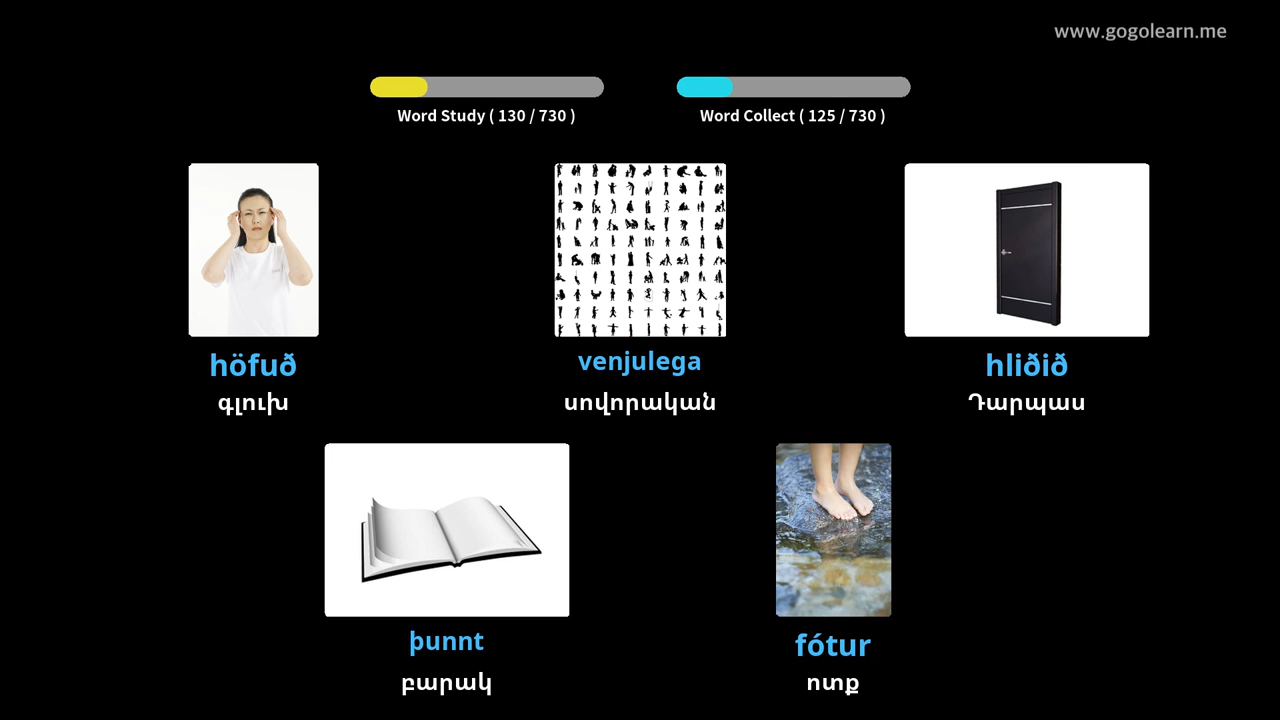 www.gogolearn.me
Word Study ( 130 / 730 )
Word Collect ( 125 / 730 )
höfuð
գլուխ
venjulega
սովորական
hliðið
Դարպաս
þunnt
բարակ
fótur
ոտք